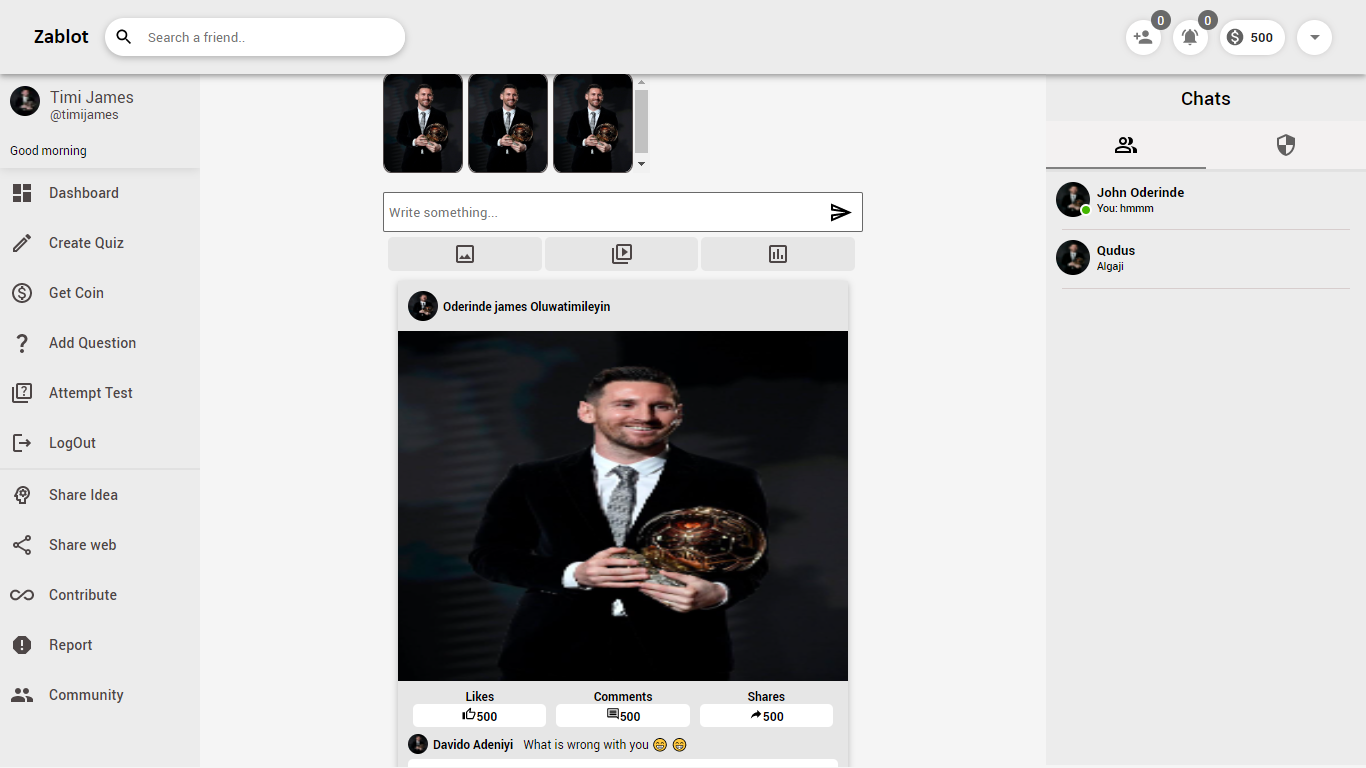 Zablot
Search a friend..
0
0
500
Timi James
@timijames
Good morning
Dashboard
Create Quiz
Get Coin
Add Question
Attempt Test
LogOut
Share Idea
Share web
Contribute
Report
Community
Write something...
Oderinde james Oluwatimileyin
Likes
Comments
Shares
500
500
500
Davido Adeniyi What is wrong with you 😁 😁
Chats
John Oderinde
You: hmmm
Qudus
Algaji